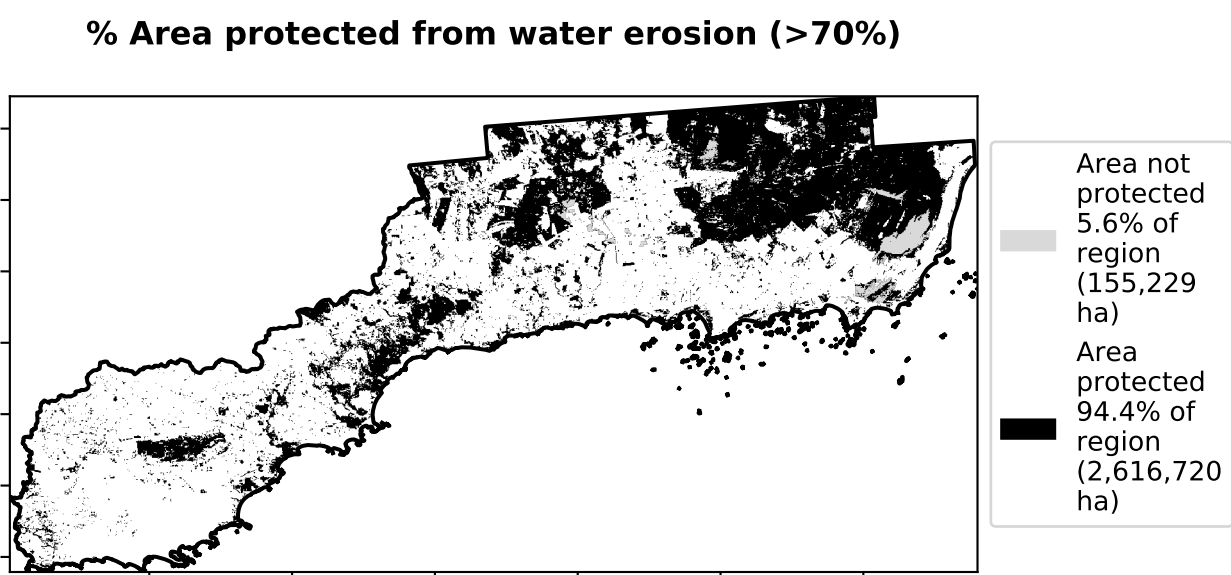 % Area protected from water erosion (>70%)
Area not
protected
5.6% of
region
(155,229
ha)
Area
protected
94.4% of
region
(2,616,720
ha)